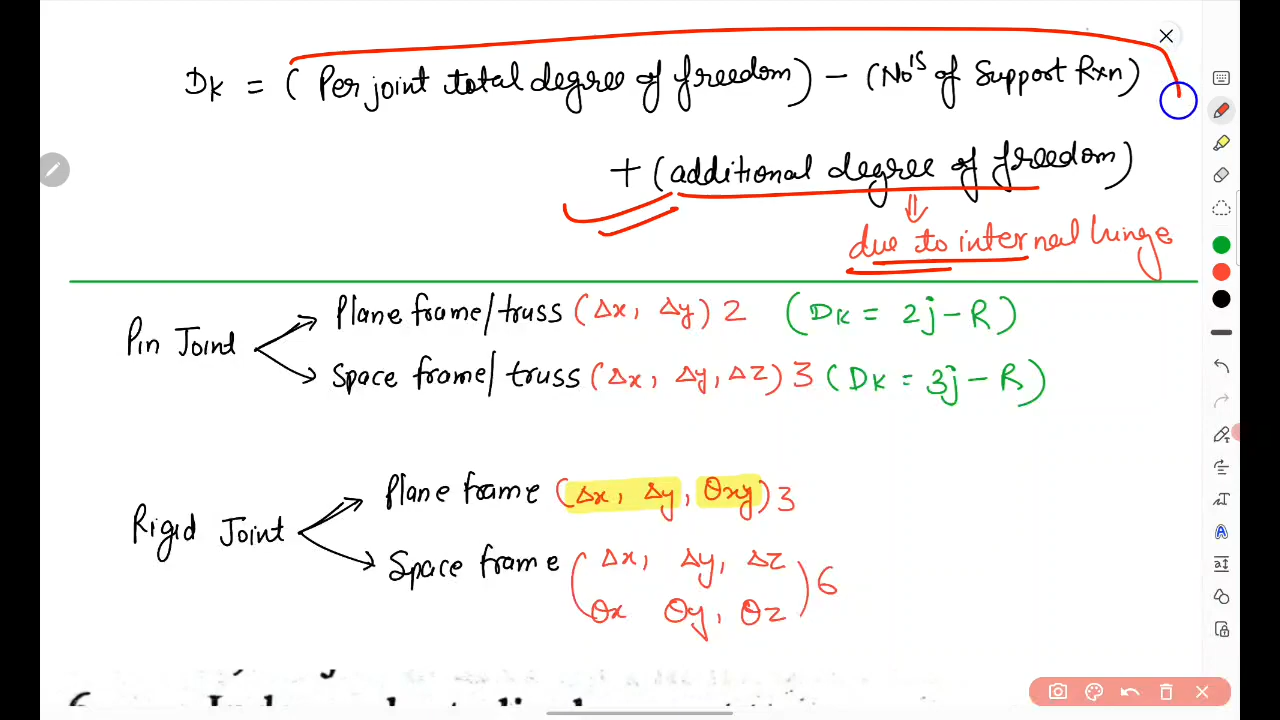 DK = (Per joint total degree of freedom) - (No's of Support Rxn)
+ (additional degree of freedom)
⇓
due to internal hinge
Pin Joint
Plane frame/truss (Δx, Δy) 2 (DK = 2j - R)
Space frame/truss (Δx, Δy, ΔZ) 3 (DK = 3j - R)
Rigid Joint
Plane frame (Δx, Δy, θxy) 3
Space frame (Δx, Δy, ΔZ
θx θy, θz) 6